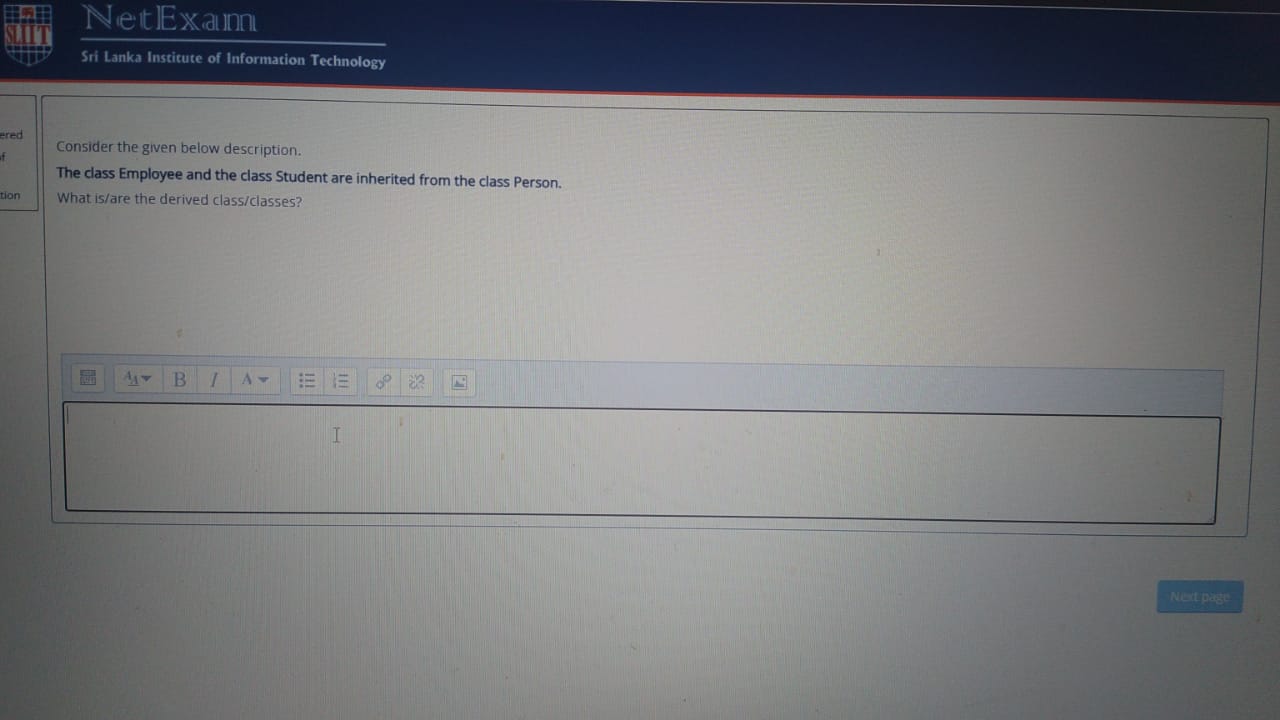 SLIIT
NetExam
Sri Lanka Institute of Information Technology
ered
of
tion
Consider the given below description.
The class Employee and the class Student are inherited from the class Person.
What is/are the derived class/classes?
B
I
A
Next page